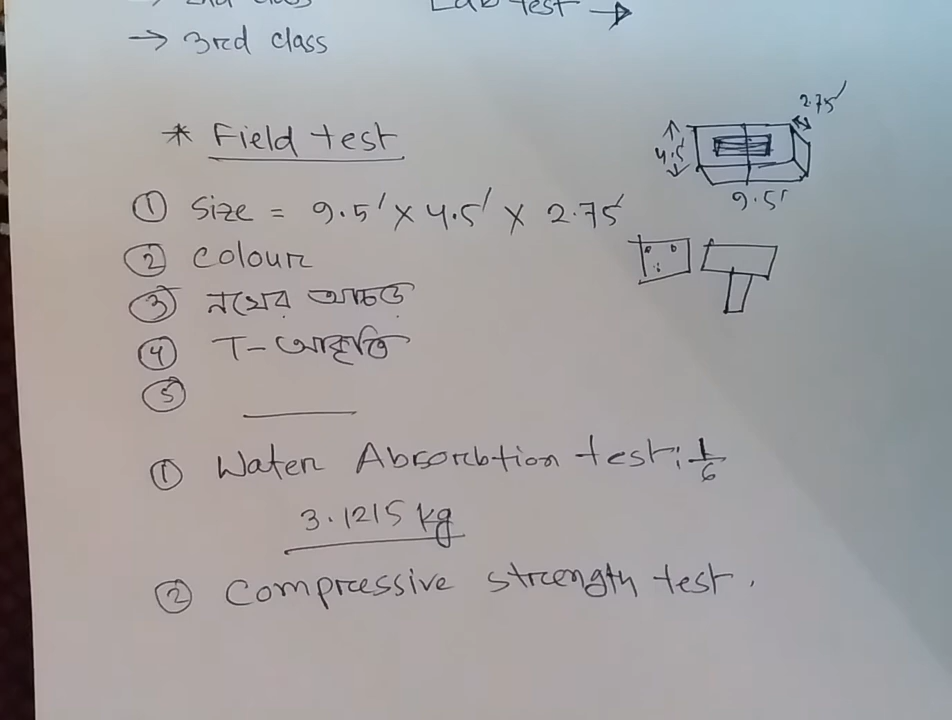 → 2nd class Lab test →
→ 3rd class
* Field test
2.75'
4.5'
9.5'
① Size = 9.5' X 4.5' X 2.75'
② Colour
③ নখের আচড়
④ T- আকৃতি
⑤ ———
① Water Absorbtion test: 1/6
3.1215 kg
② Compressive strength test.